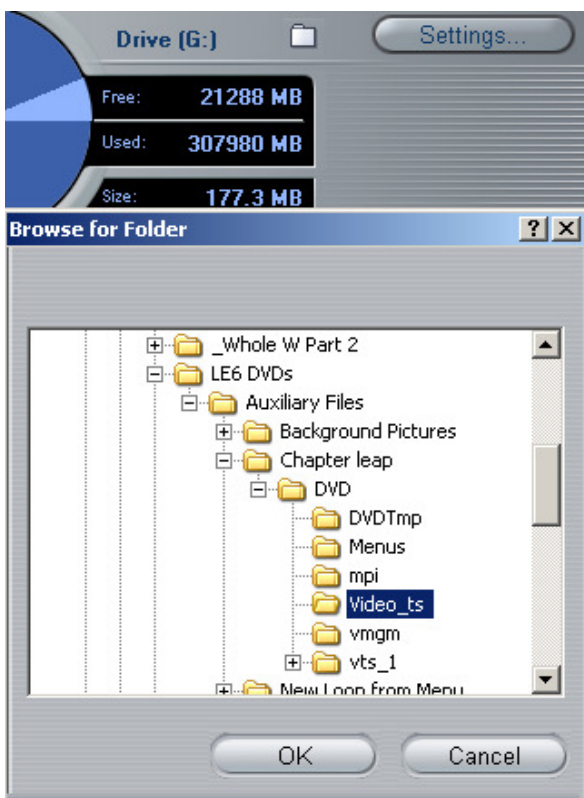 Drive (G:) Settings...
Free: 21288 MB
Used: 307980 MB
Size: 177.3 MB
Browse for Folder
_Whole W Part 2
LE6 DVDs
Auxiliary Files
Background Pictures
Chapter leap
DVD
DVDTmp
Menus
mpi
Video_ts
vmgm
vts_1
New Loop from Menu
OK Cancel